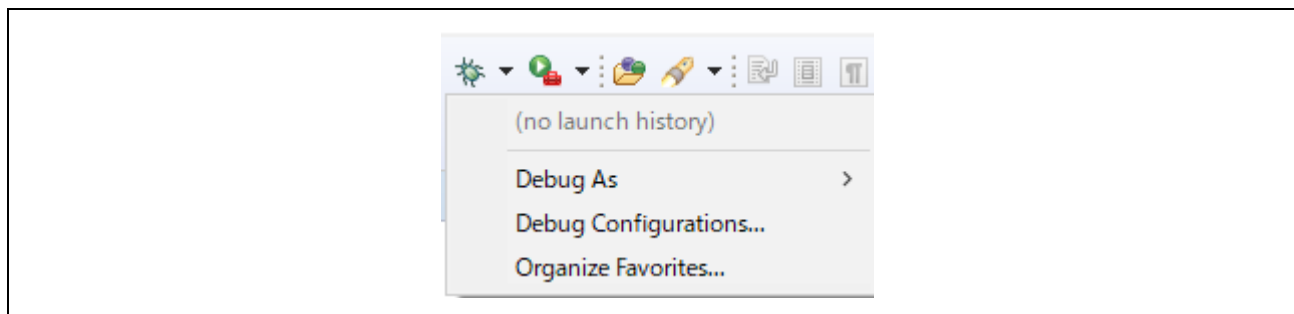 (no launch history)
Debug As
Debug Configurations...
Organize Favorites...